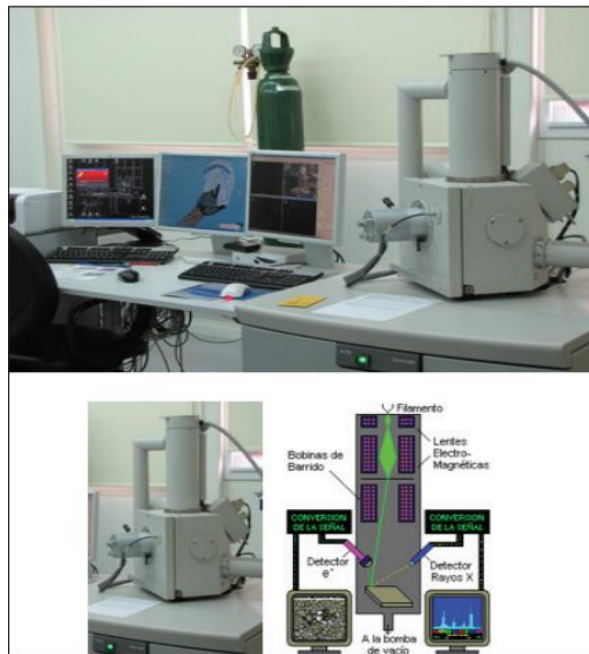 Filamento
Lentes
Electro-
Magnéticas
Bobinas de
Barrido
CONVERSION
DE LA SEÑAL
CONVERSION
DE LA SEÑAL
Detector
e⁻
Detector
Rayos X
A la bomba
de vacío